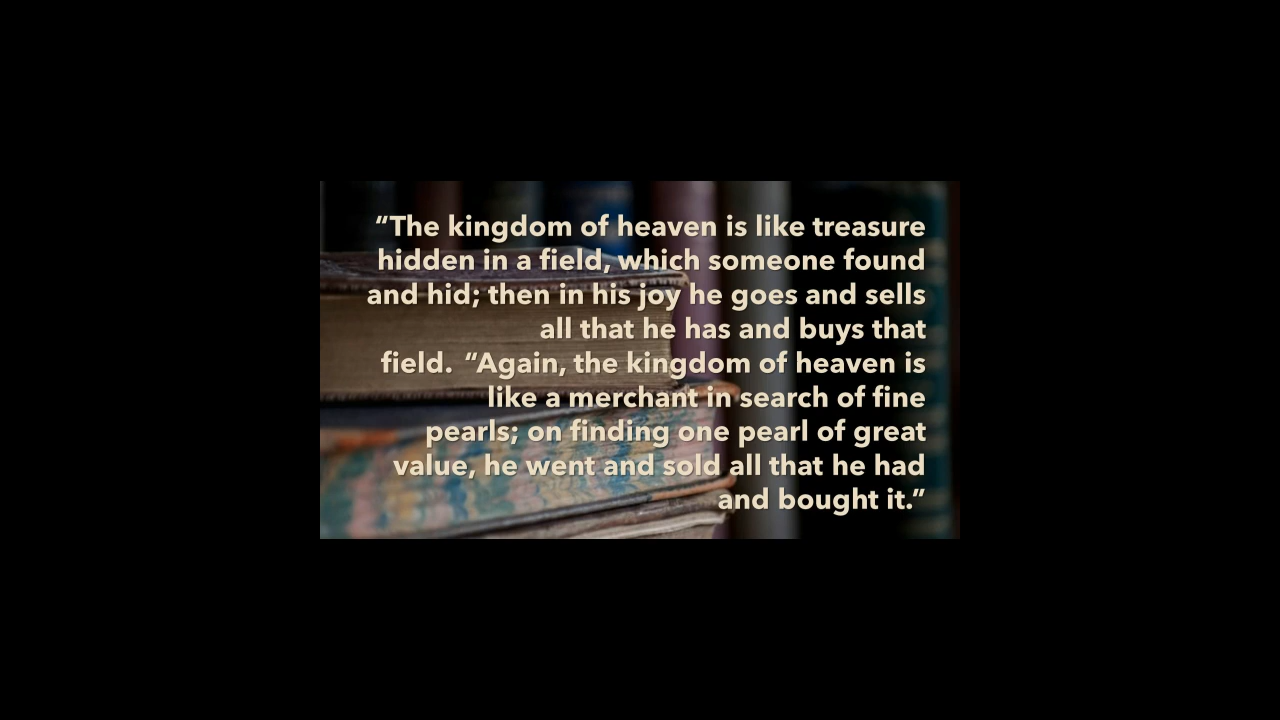 “The kingdom of heaven is like treasure
hidden in a field, which someone found
and hid; then in his joy he goes and sells
all that he has and buys that
field. “Again, the kingdom of heaven is
like a merchant in search of fine
pearls; on finding one pearl of great
value, he went and sold all that he had
and bought it.”